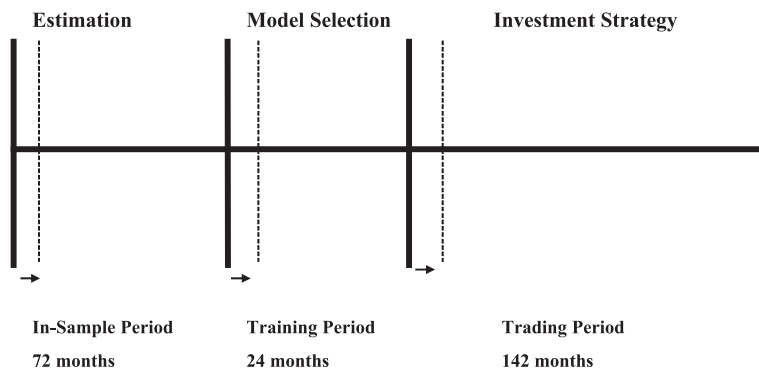 Estimation
Model Selection
Investment Strategy
In-Sample Period
72 months
Training Period
24 months
Trading Period
142 months